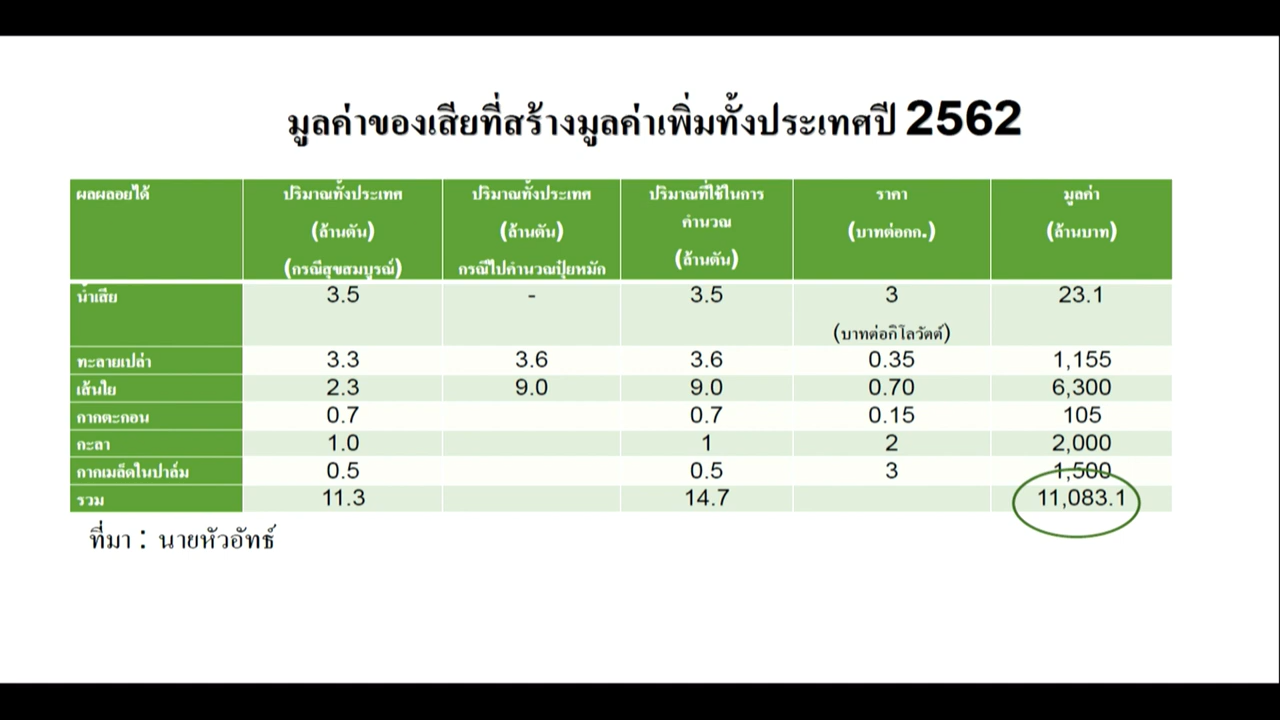 มูลค่าของเสียที่สร้างมูลค่าเพิ่มทั้งประเทศปี 2562
ผลผลอยได้ ปริมาณทั้งประเทศ (ล้านตัน) (กรณีสุขสมบูรณ์) ปริมาณทั้งประเทศ (ล้านตัน) กรณีไปคำนวณปุ๋ยหมัก ปริมาณที่ใช้ในการคำนวณ (ล้านตัน) ราคา (บาทต่อกก.) มูลค่า (ล้านบาท)
น้ำเสีย 3.5 - 3.5 3 23.1
(บาทต่อกิโลวัตต์)
ทะลายเปล่า 3.3 3.6 3.6 0.35 1,155
เส้นใย 2.3 9.0 9.0 0.70 6,300
กากตะกอน 0.7 0.7 0.15 105
กะลา 1.0 1 2 2,000
กากเมล็ดในปาล์ม 0.5 0.5 3 1,500
รวม 11.3 14.7 11,083.1
ที่มา : นายหัวอัทธ์